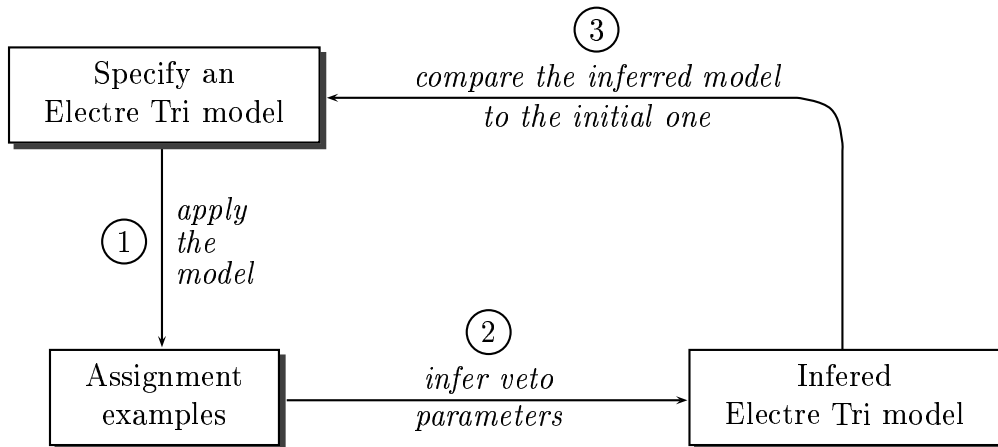 3
Specify an
Electre Tri model
compare the inferred model
to the initial one
1
apply
the
model
2
Assignment
examples
infer veto
parameters
Infered
Electre Tri model